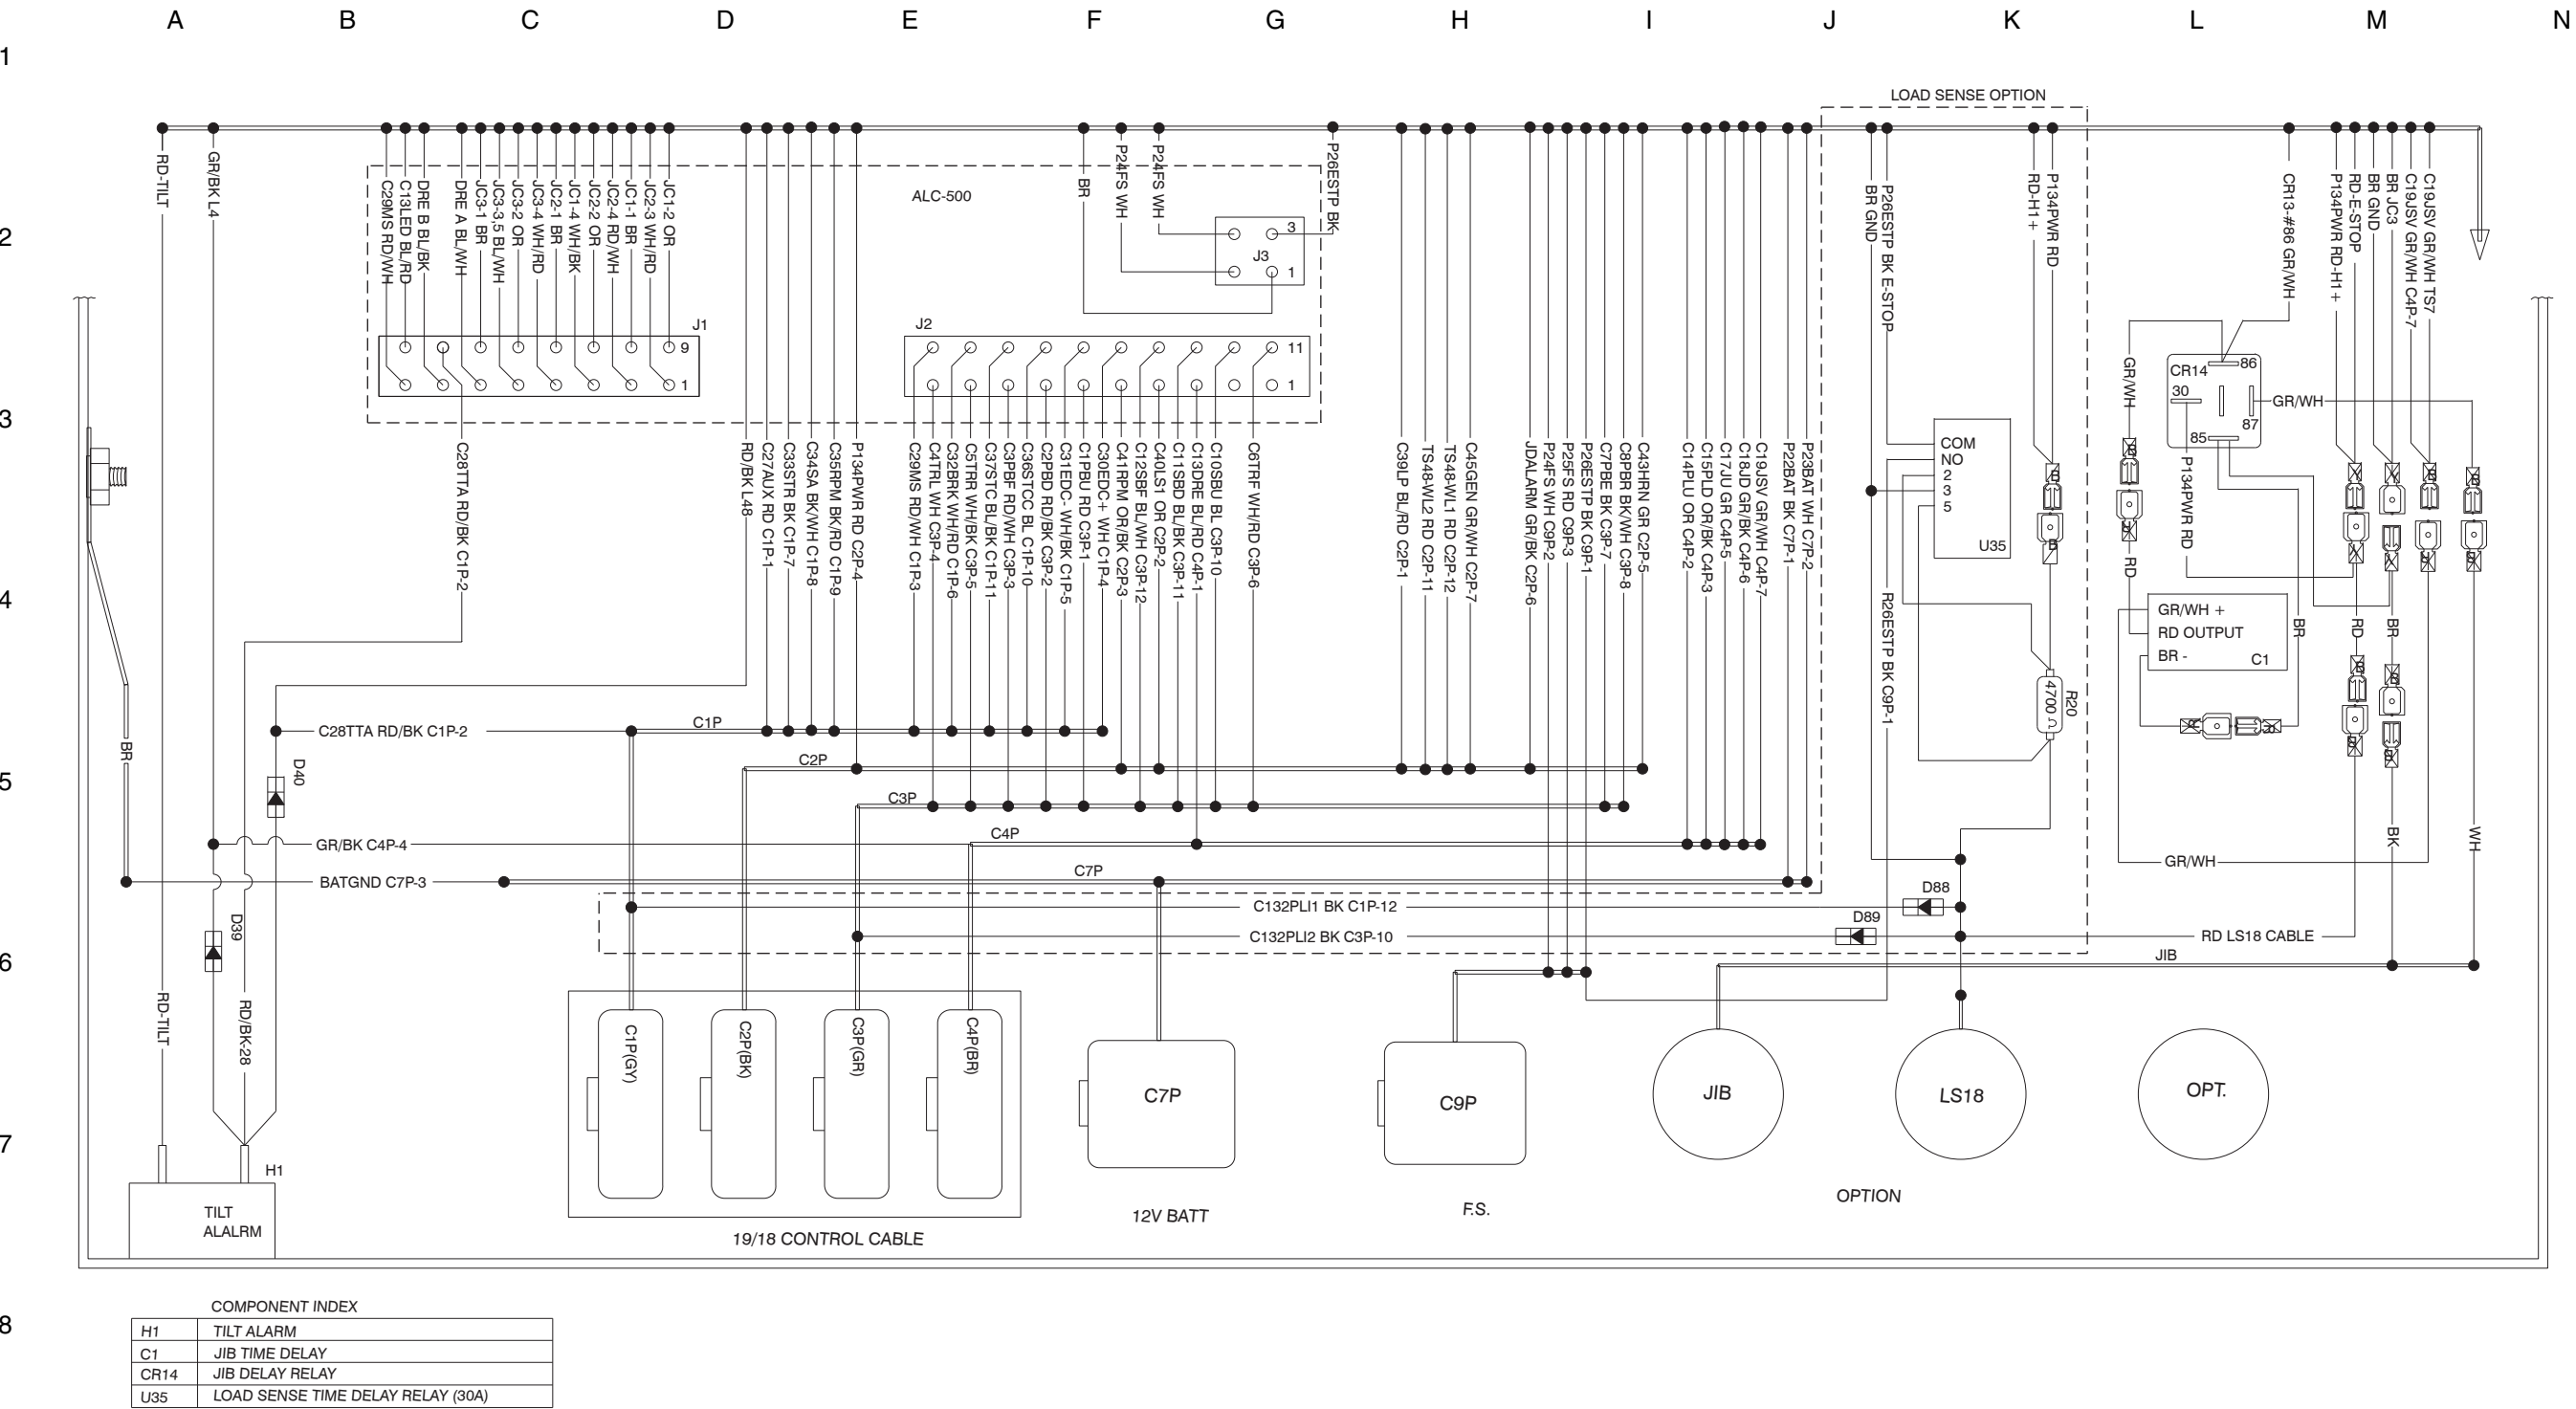 A B C D E F G H I J K L M N
1
2
3
4
5
6
7
8
LOAD SENSE OPTION
RD-TILT
GR/BK L4
C29MS RD/WH
C13LED BL/RD
DRE B BL/BK
DRE A BL/WH
JC3-1 BR
JC3-3,5 BL/WH
JC3-2 OR
JC3-4 WH/RD
JC2-1 BR
JC1-4 WH/BK
JC2-2 OR
JC2-4 RD/WH
JC1-1 BR
JC2-3 WH/RD
JC1-2 OR
ALC-500
BR
P24FS WH
P24FS WH
P26ESTP BK
3
J3
1
J1
9
1
J2
11
1
P26ESTP BK E-STOP
BR GND
RD-H1+
P134PWR RD
CR13-#86 GR/WH
P134PWR RD-H1+
RD-E-STOP
BR GND
BR JC3
C19JSV GR/WH C4P-7
C19JSV GR/WH TS7
C28TTA RD/BK C1P-2
RD/BK L48
C27AUX RD C1P-1
C33STR BK C1P-7
C34SA BK/WH C1P-8
C35RPM BK/RD C1P-9
P134PWR RD C2P-4
C29MS RD/WH C1P-3
C4TRL WH C3P-4
C32BRK WH/RD C1P-6
C5TRR WH/BK C3P-5
C37STC BL/BK C1P-11
C3PBF RD/WH C3P-3
C36STCC BL C1P-10
C2PBD RD/BK C3P-2
C31EDC- WH/BK C1P-5
C1PBU RD C3P-1
C30EDC+ WH C1P-4
C41RPM OR/BK C2P-3
C12SBF BL/WH C3P-12
C40LS1 OR C2P-2
C11SBD BL/BK C3P-11
C13DRE BL/RD C4P-1
C10SBU BL C3P-10
C6TRF WH/RD C3P-6
C39LP BL/RD C2P-1
TS48-WL2 RD C2P-11
TS48-WL1 RD C2P-12
C45GEN GR/WH C2P-7
JDALARM GR/BK C2P-6
P24FS WH C9P-2
P25FS RD C9P-3
P26ESTP BK C9P-1
C7PBE BK C3P-7
C8PBR BK/WH C3P-8
C43HRN GR C2P-5
C14PLU OR C4P-2
C15PLD OR/BK C4P-3
C17JU GR C4P-5
C18JD GR/BK C4P-6
C19JSV GR/WH C4P-7
P22BAT BK C7P-1
P23BAT WH C7P-2
COM
NO
2
3
5
U35
R26ESTP BK C9P-1
4700 Ω
R20
GR/WH
CR14
86
30
87
85
GR/WH
P134PWR RD
RD
GR/WH +
RD OUTPUT
BR -
C1
BR
RD
BR
BR
C28TTA RD/BK C1P-2
C1P
D40
C2P
C3P
GR/BK C4P-4
C4P
BATGND C7P-3
C7P
GR/WH
BK
WH
D39
C132PLI1 BK C1P-12
D88
C132PLI2 BK C3P-10
D89
RD LS18 CABLE
JIB
RD-TILT
RD/BK-28
C1P(GY)
C2P(BK)
C3P(GR)
C4P(BR)
C7P
C9P
JIB
LS18
OPT.
H1
TILT
ALALRM
19/18 CONTROL CABLE
12V BATT
F.S.
OPTION
COMPONENT INDEX
H1 TILT ALARM
C1 JIB TIME DELAY
CR14 JIB DELAY RELAY
U35 LOAD SENSE TIME DELAY RELAY (30A)